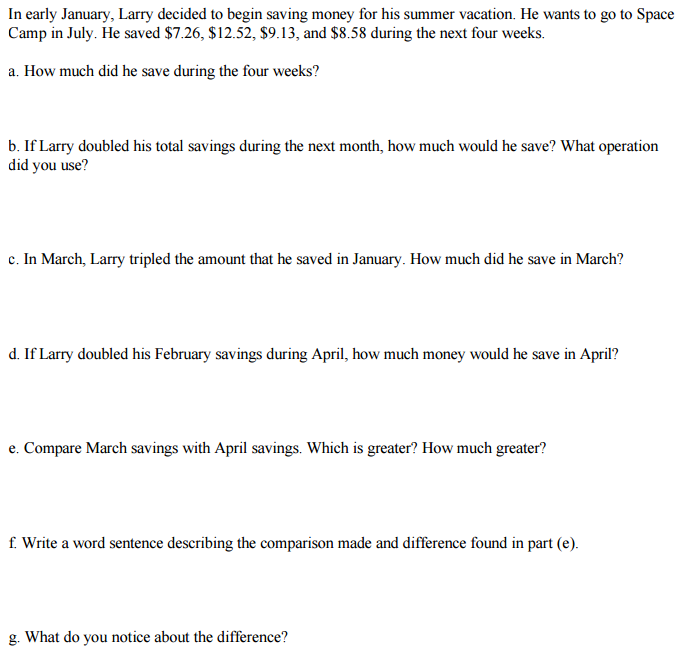 In early January, Larry decided to begin saving money for his summer vacation. He wants to go to Space
Camp in July. He saved $7.26, $12.52, $9.13, and $8.58 during the next four weeks.
a. How much did he save during the four weeks?
b. If Larry doubled his total savings during the next month, how much would he save? What operation
did you use?
c. In March, Larry tripled the amount that he saved in January. How much did he save in March?
d. If Larry doubled his February savings during April, how much money would he save in April?
e. Compare March savings with April savings. Which is greater? How much greater?
f. Write a word sentence describing the comparison made and difference found in part (e).
g. What do you notice about the difference?